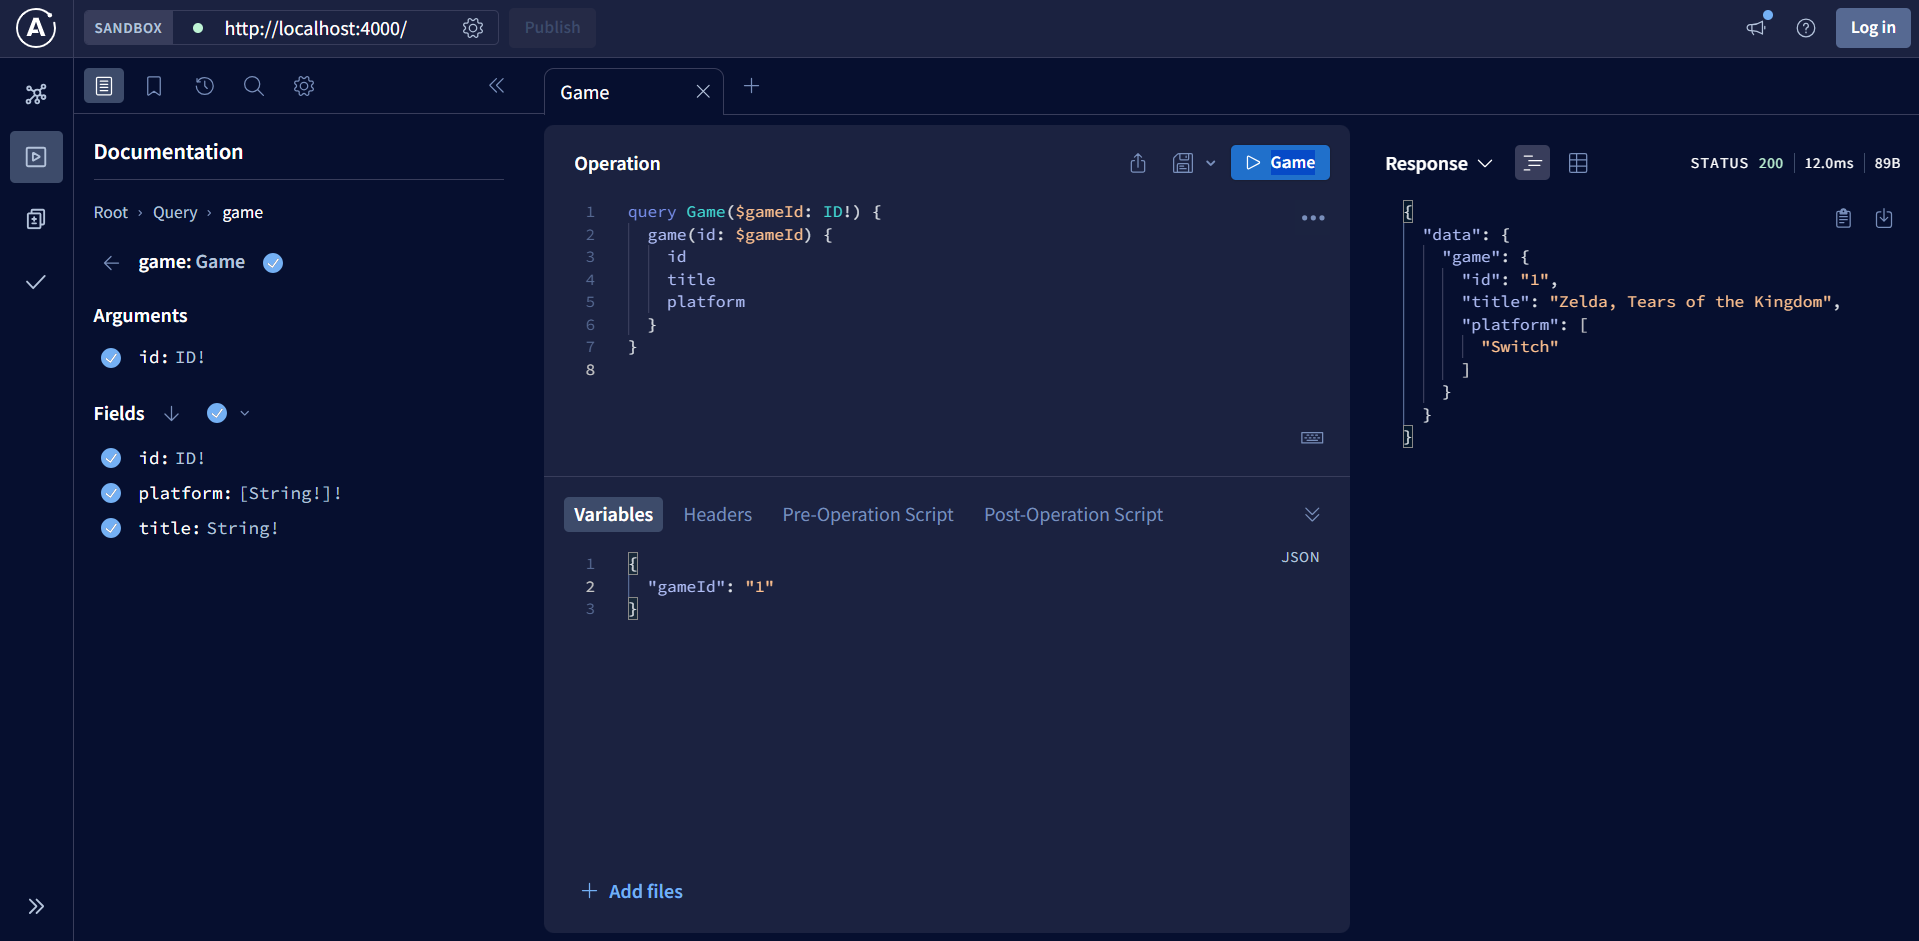 SANDBOX http://localhost:4000/ Publish Log in
Documentation
Root › Query › game
game: Game
Arguments
id: ID!
Fields
id: ID!
platform: [String!]!
title: String!
Game
Operation
Game
1 query Game($gameId: ID!) {
2 game(id: $gameId) {
3 id
4 title
5 platform
6 }
7 }
8
Variables Headers Pre-Operation Script Post-Operation Script
JSON
1 {
2 "gameId": "1"
3 }
Add files
Response STATUS 200 12.0ms 89B
{
"data": {
"game": {
"id": "1",
"title": "Zelda, Tears of the Kingdom",
"platform": [
"Switch"
]
}
}
}